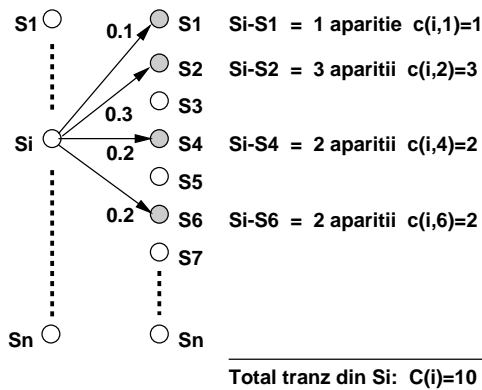 S1 0.1 S1 Si-S1 = 1 aparitie c(i,1)=1
S2 Si-S2 = 3 aparitii c(i,2)=3
0.3 S3
Si 0.2 S4 Si-S4 = 2 aparitii c(i,4)=2
S5
0.2 S6 Si-S6 = 2 aparitii c(i,6)=2
S7
Sn Sn
Total tranz din Si: C(i)=10